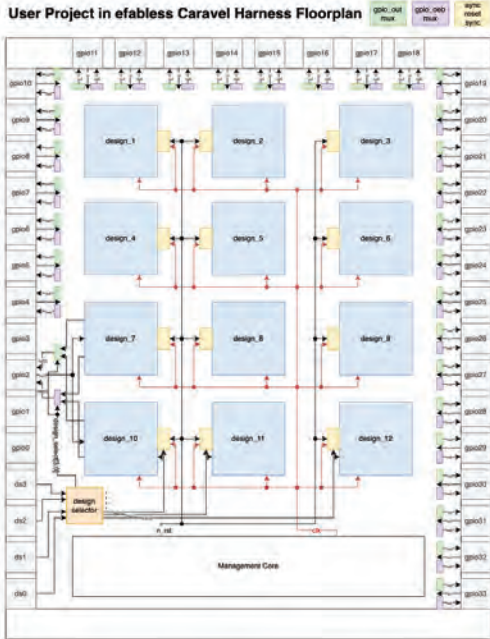 User Project in efabless Caravel Harness Floorplan
gpio_out mux
gpio_oeb mux
sync reset sync
gpio11
gpio12
gpio13
gpio14
gpio15
gpio16
gpio17
gpio18
gpio10
gpio9
gpio8
gpio7
gpio6
gpio5
gpio4
gpio3
gpio2
gpio1
gpio0
ds3
ds2
ds1
ds0
gpio19
gpio20
gpio21
gpio22
gpio23
gpio24
gpio25
gpio26
gpio27
gpio28
gpio29
gpio30
gpio31
gpio32
gpio33
design_1
design_2
design_3
design_4
design_5
design_6
design_7
design_8
design_9
design_10
design_11
design_12
design selector
n_rst
clk
Management Core